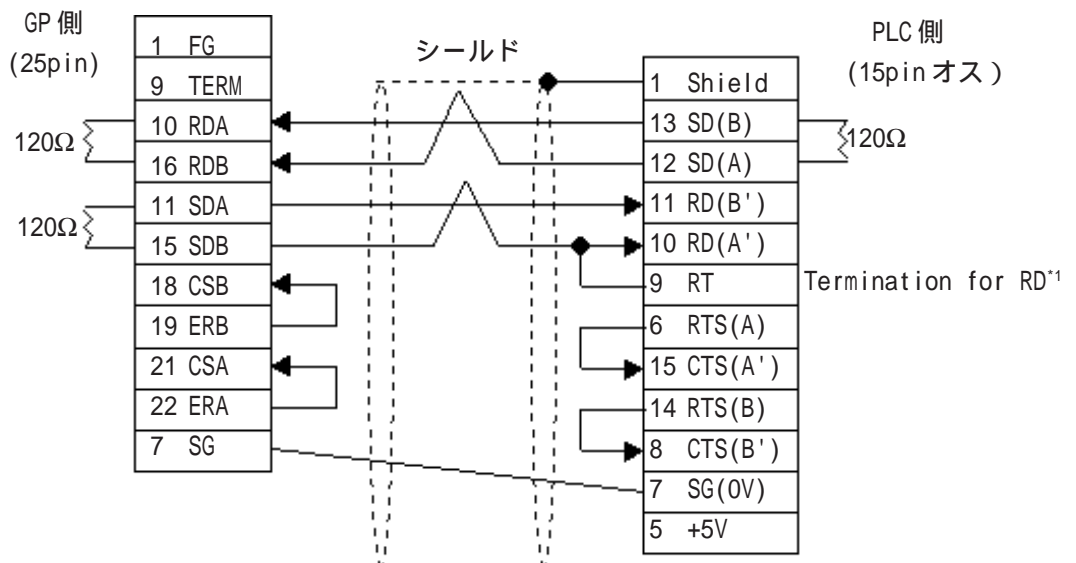 GP側
(25pin)
1 FG
9 TERM
10 RDA
16 RDB
11 SDA
15 SDB
18 CSB
19 ERB
21 CSA
22 ERA
7 SG
120Ω
120Ω
シールド
PLC側
(15pinオス)
1 Shield
13 SD(B)
12 SD(A)
11 RD(B')
10 RD(A')
9 RT
6 RTS(A)
15 CTS(A')
14 RTS(B)
8 CTS(B')
7 SG(0V)
5 +5V
120Ω
Termination for RD*1